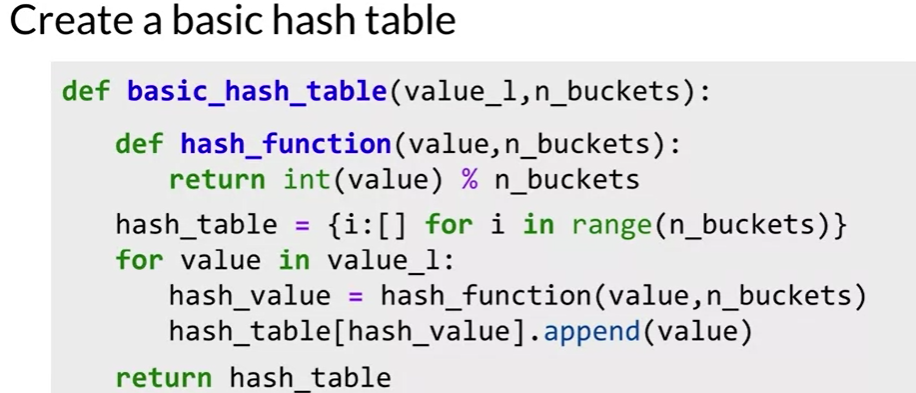 Create a basic hash table
def basic_hash_table(value_l,n_buckets):
def hash_function(value,n_buckets):
return int(value) % n_buckets
hash_table = {i:[] for i in range(n_buckets)}
for value in value_l:
hash_value = hash_function(value,n_buckets)
hash_table[hash_value].append(value)
return hash_table